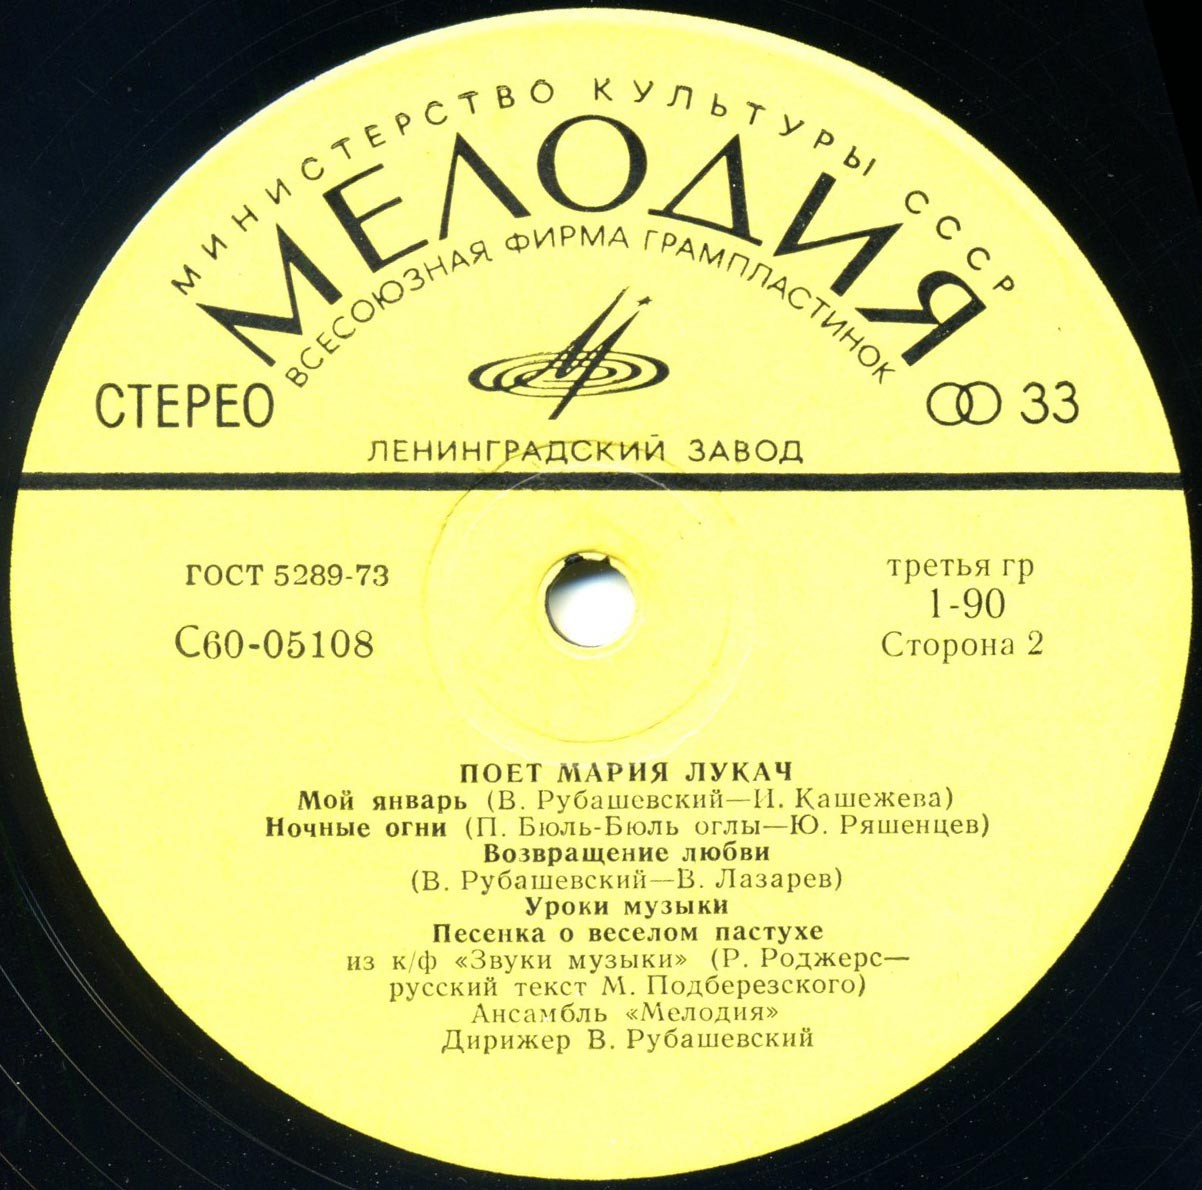 МИНИСТЕРСТВО КУЛЬТУРЫ СССР
МЕЛОДИЯ
ВСЕСОЮЗНАЯ ФИРМА ГРАМПЛАСТИНОК
СТЕРЕО
33
ЛЕНИНГРАДСКИЙ ЗАВОД
ГОСТ 5289-73
С60-05108
третья гр
1-90
Сторона 2
ПОЕТ МАРИЯ ЛУКАЧ
Мой январь (В. Рубашевский—И. Кашежева)
Ночные огни (П. Бюль-Бюль оглы—Ю. Ряшенцев)
Возвращение любви
(В. Рубашевский—В. Лазарев)
Уроки музыки
Песенка о веселом пастухе
из к/ф «Звуки музыки» (Р. Роджерс—
русский текст М. Подберезского)
Ансамбль «Мелодия»
Дирижер В. Рубашевский